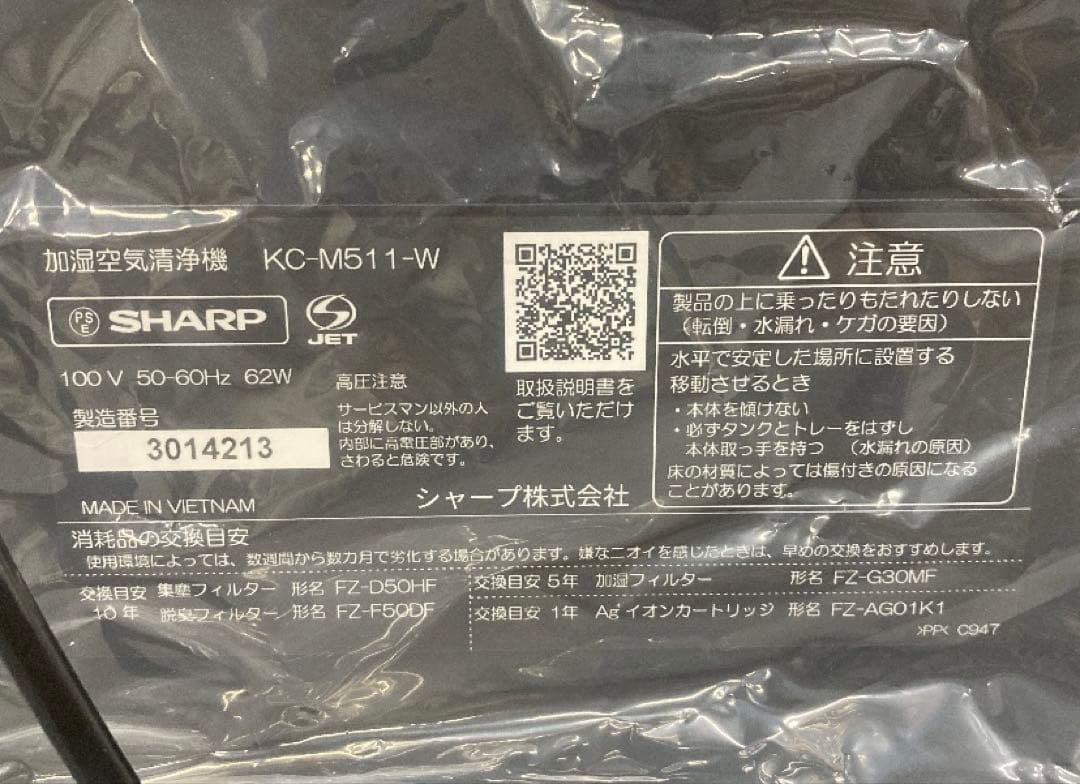 加湿空気清浄機 KC-M511-W
PS
E
SHARP
JET
100 V 50-60Hz 62W
製造番号
3014213
MADE IN VIETNAM
高圧注意
サービスマン以外の人
は分解しない。
内部に高電圧部があり、
さわると危険です。
取扱説明書を
ご覧いただけ
ます。
シャープ株式会社
注意
製品の上に乗ったりもたれたりしない
（転倒・水漏れ・ケガの要因）
水平で安定した場所に設置する
移動させるとき
・本体を傾けない
・必ずタンクとトレーをはずし
本体取っ手を持つ （水漏れの原因）
床の材質によっては傷付きの原因になる
ことがあります。
消耗品の交換目安
使用環境によっては、数週間から数カ月で劣化する場合があります。嫌なニオイを感じたときは、早めの交換をおすすめします。
交換目安 集塵フィルター 形名 FZ-D50HF
10年 脱臭フィルター 形名 FZ-F50DF
交換目安 5年 加湿フィルター 形名 FZ-G30MF
交換目安 1年 Ag⁺イオンカートリッジ 形名 FZ-AG01K1
>PP< C947